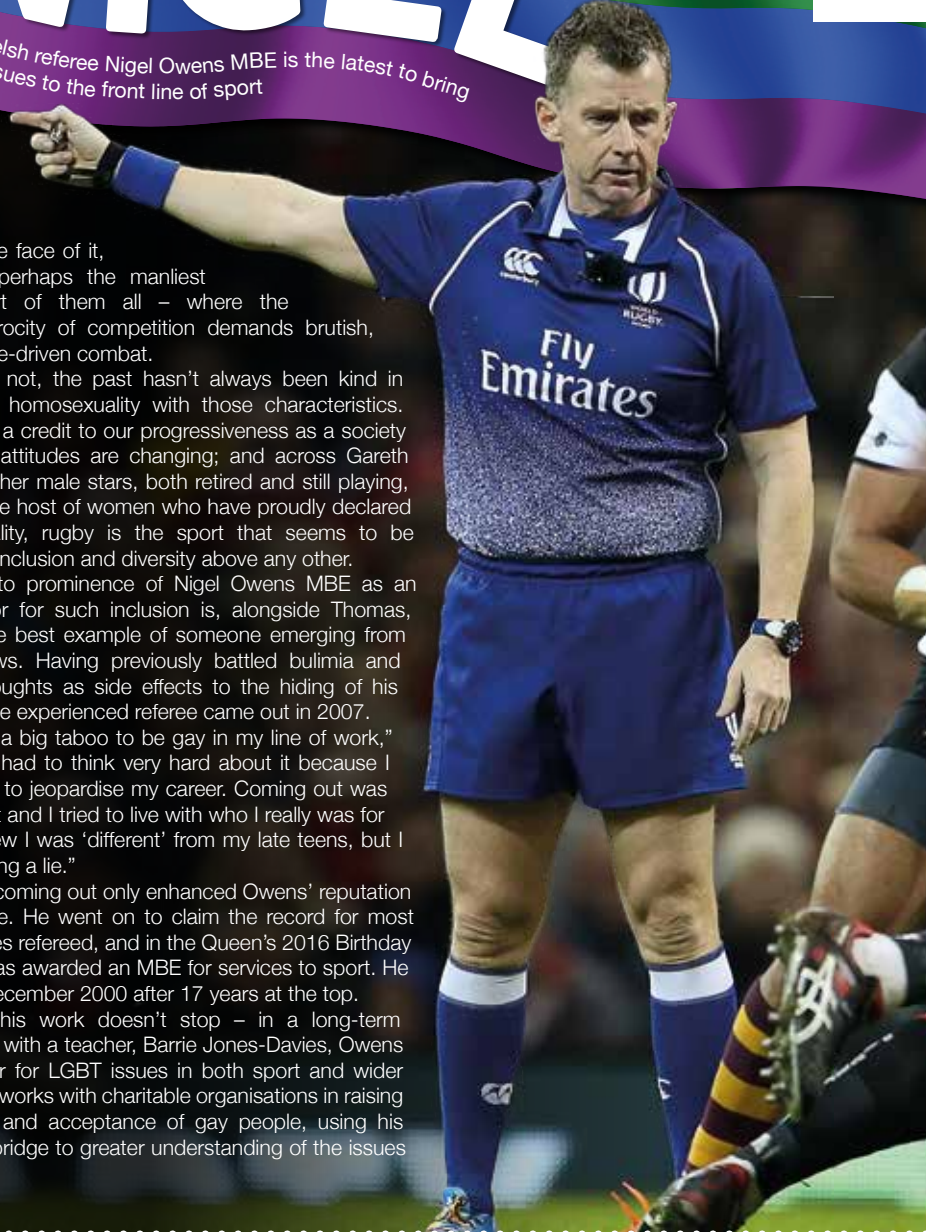 NIGEL
elsh referee Nigel Owens MBE is the latest to bring
sues to the front line of sport
e face of it,
perhaps the manliest
t of them all – where the
rocity of competition demands brutish,
e-driven combat.
not, the past hasn't always been kind in
homosexuality with those characteristics.
a credit to our progressiveness as a society
attitudes are changing; and across Gareth
her male stars, both retired and still playing,
e host of women who have proudly declared
lity, rugby is the sport that seems to be
nclusion and diversity above any other.
to prominence of Nigel Owens MBE as an
or for such inclusion is, alongside Thomas,
e best example of someone emerging from
ws. Having previously battled bulimia and
oughts as side effects to the hiding of his
e experienced referee came out in 2007.
a big taboo to be gay in my line of work,"
had to think very hard about it because I
to jeopardise my career. Coming out was
t and I tried to live with who I really was for
ew I was 'different' from my late teens, but I
ng a lie."
coming out only enhanced Owens' reputation
e. He went on to claim the record for most
es refereed, and in the Queen's 2016 Birthday
as awarded an MBE for services to sport. He
ecember 2000 after 17 years at the top.
his work doesn't stop – in a long-term
with a teacher, Barrie Jones-Davies, Owens
r for LGBT issues in both sport and wider
works with charitable organisations in raising
and acceptance of gay people, using his
bridge to greater understanding of the issues
canterbury
WORLD
RUGBY
Fly
Emirates